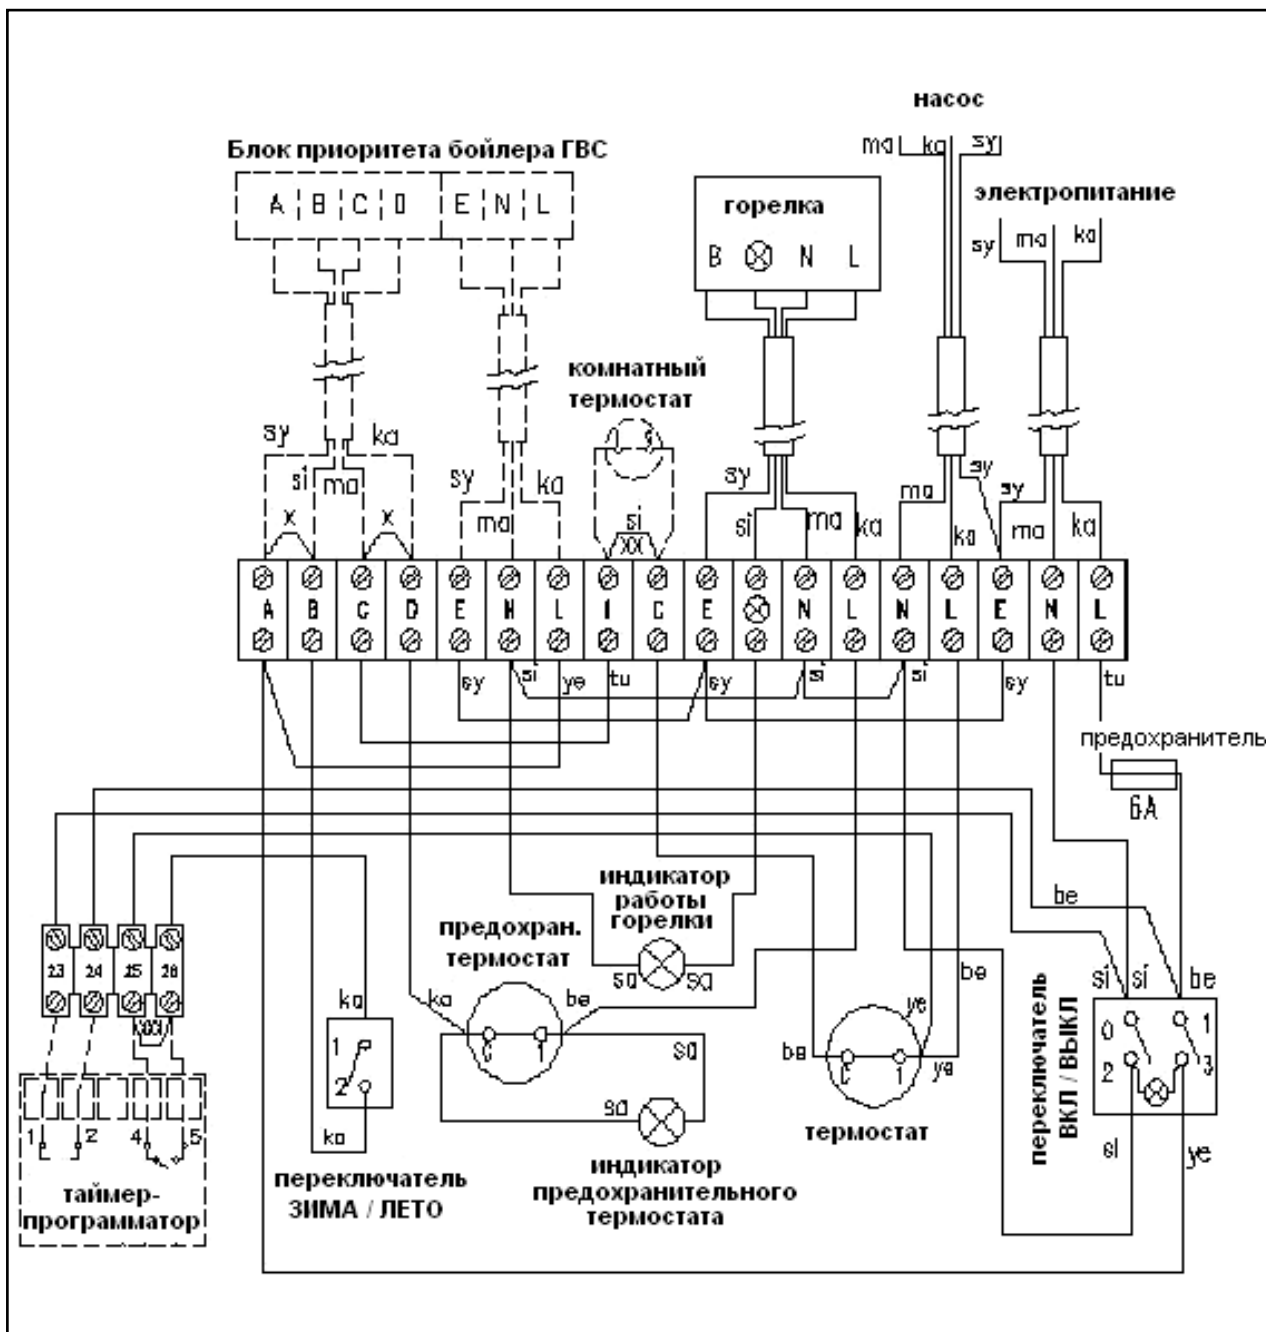 насос
ma ka sy
Блок приоритета бойлера ГВС
A B C D E N L
горелка
B N L
электропитание
sy ma ka
комнатный
термостат
sy ka
si ma
sy ka
ma
si
sy
si ma ka
sy
ma ka
sy
ma ka
x x
xx
A B C D E N L 1 C E N L N L E N L
sy si ye tu sy si si sy tu
предохранитель
6A
индикатор
работы
горелки
be
предохран.
термостат
sa sa
be
23 24 25 26
xxx
ka
ka be
ye
si si be
C 1
C 1
be ye
sa
sa
1
2
ka
0 1
2 3
переключатель
ВКЛ / ВЫКЛ
si ye
1 2 4 5
таймер-
программатор
переключатель
ЗИМА / ЛЕТО
индикатор
предохранительного
термостата
термостат